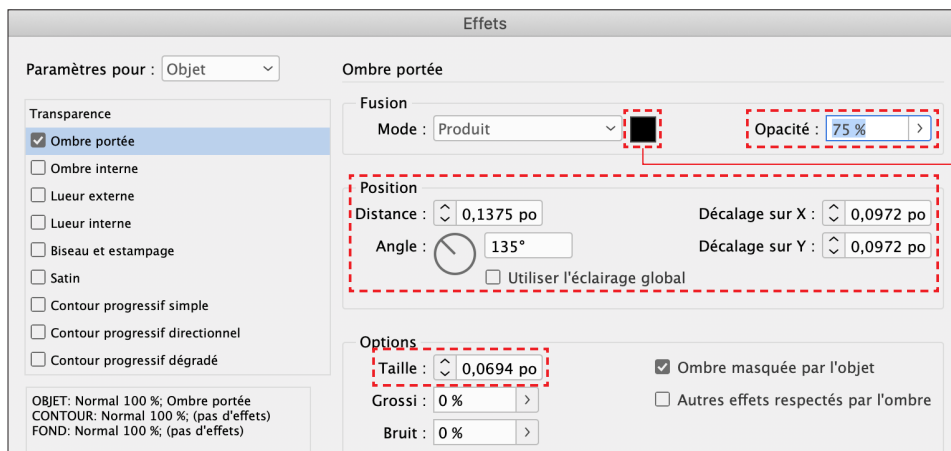 Effets
Paramètres pour : Objet
Transparence
Ombre portée
Ombre interne
Lueur externe
Lueur interne
Biseau et estampage
Satin
Contour progressif simple
Contour progressif directionnel
Contour progressif dégradé
OBJET: Normal 100 %; Ombre portée
CONTOUR: Normal 100 %; (pas d'effets)
FOND: Normal 100 %; (pas d'effets)
Ombre portée
Fusion
Mode : Produit Opacité : 75 %
Position
Distance : 0,1375 po Décalage sur X : 0,0972 po
Angle : 135° Décalage sur Y : 0,0972 po
Utiliser l'éclairage global
Options
Taille : 0,0694 po Ombre masquée par l'objet
Grossi : 0 % Autres effets respectés par l'ombre
Bruit : 0 %